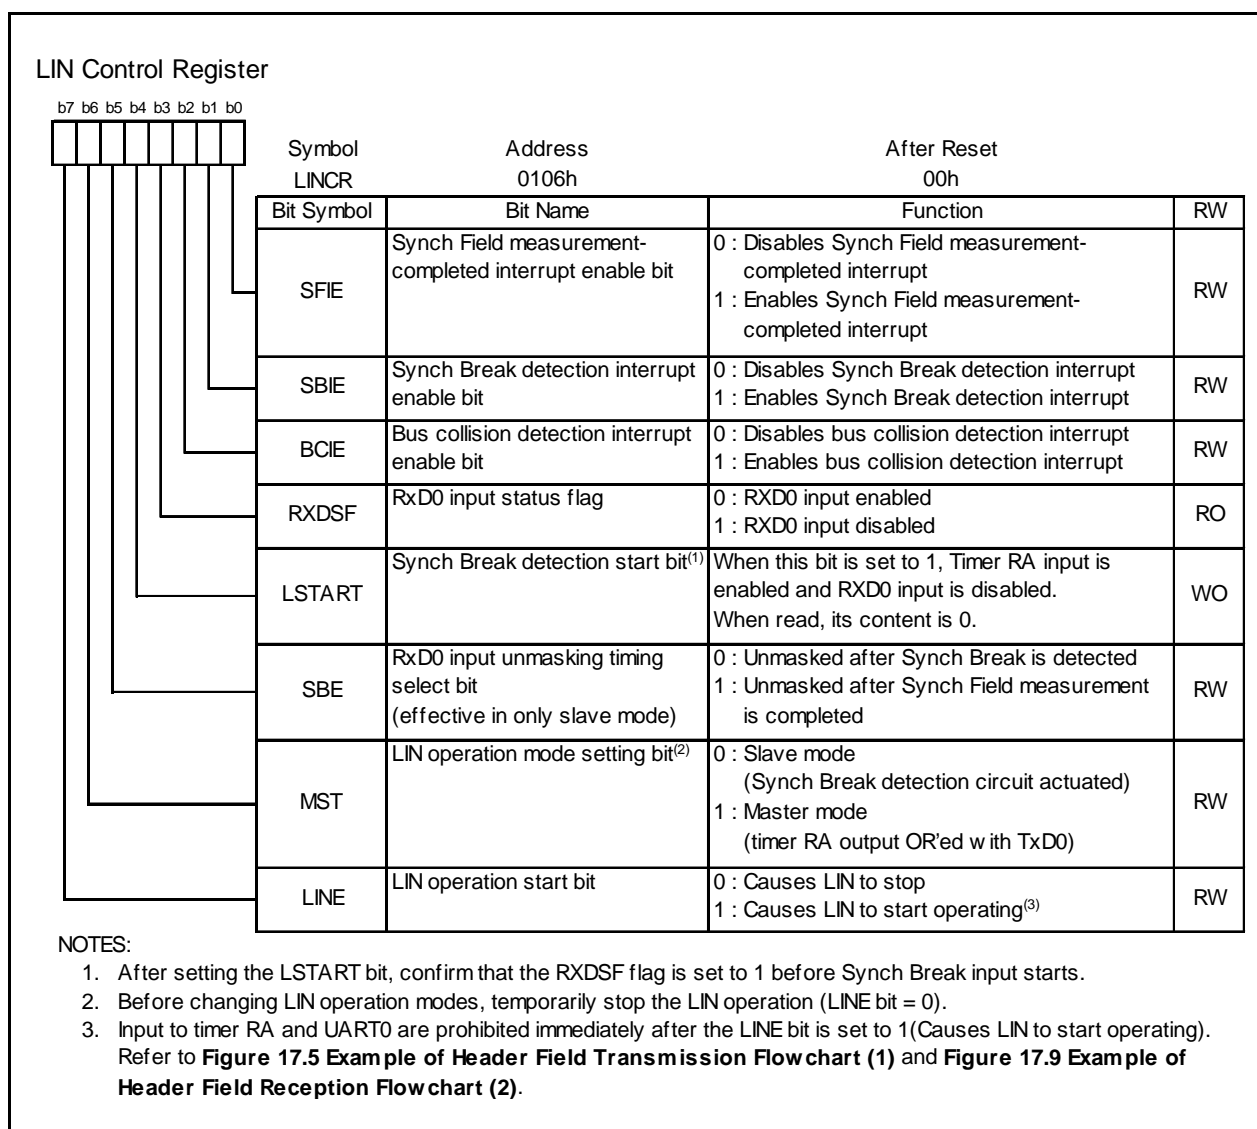 LIN Control Register
b7 b6 b5 b4 b3 b2 b1 b0
Symbol Address After Reset
LINCR 0106h 00h
Bit Symbol Bit Name Function RW
SFIE
Synch Field measurement-
completed interrupt enable bit
0 : Disables Synch Field measurement-
completed interrupt
1 : Enables Synch Field measurement-
completed interrupt
RW
SBIE
Synch Break detection interrupt
enable bit
0 : Disables Synch Break detection interrupt
1 : Enables Synch Break detection interrupt
RW
BCIE
Bus collision detection interrupt
enable bit
0 : Disables bus collision detection interrupt
1 : Enables bus collision detection interrupt
RW
RXDSF
RxD0 input status flag
0 : RXD0 input enabled
1 : RXD0 input disabled
RO
LSTART
Synch Break detection start bit(1)
When this bit is set to 1, Timer RA input is
enabled and RXD0 input is disabled.
When read, its content is 0.
WO
SBE
RxD0 input unmasking timing
select bit
(effective in only slave mode)
0 : Unmasked after Synch Break is detected
1 : Unmasked after Synch Field measurement
is completed
RW
MST
LIN operation mode setting bit(2)
0 : Slave mode
(Synch Break detection circuit actuated)
1 : Master mode
(timer RA output OR'ed with TxD0)
RW
LINE
LIN operation start bit
0 : Causes LIN to stop
1 : Causes LIN to start operating(3)
RW
NOTES:
1. After setting the LSTART bit, confirm that the RXDSF flag is set to 1 before Synch Break input starts.
2. Before changing LIN operation modes, temporarily stop the LIN operation (LINE bit = 0).
3. Input to timer RA and UART0 are prohibited immediately after the LINE bit is set to 1(Causes LIN to start operating).
Refer to Figure 17.5 Example of Header Field Transmission Flowchart (1) and Figure 17.9 Example of
Header Field Reception Flowchart (2).